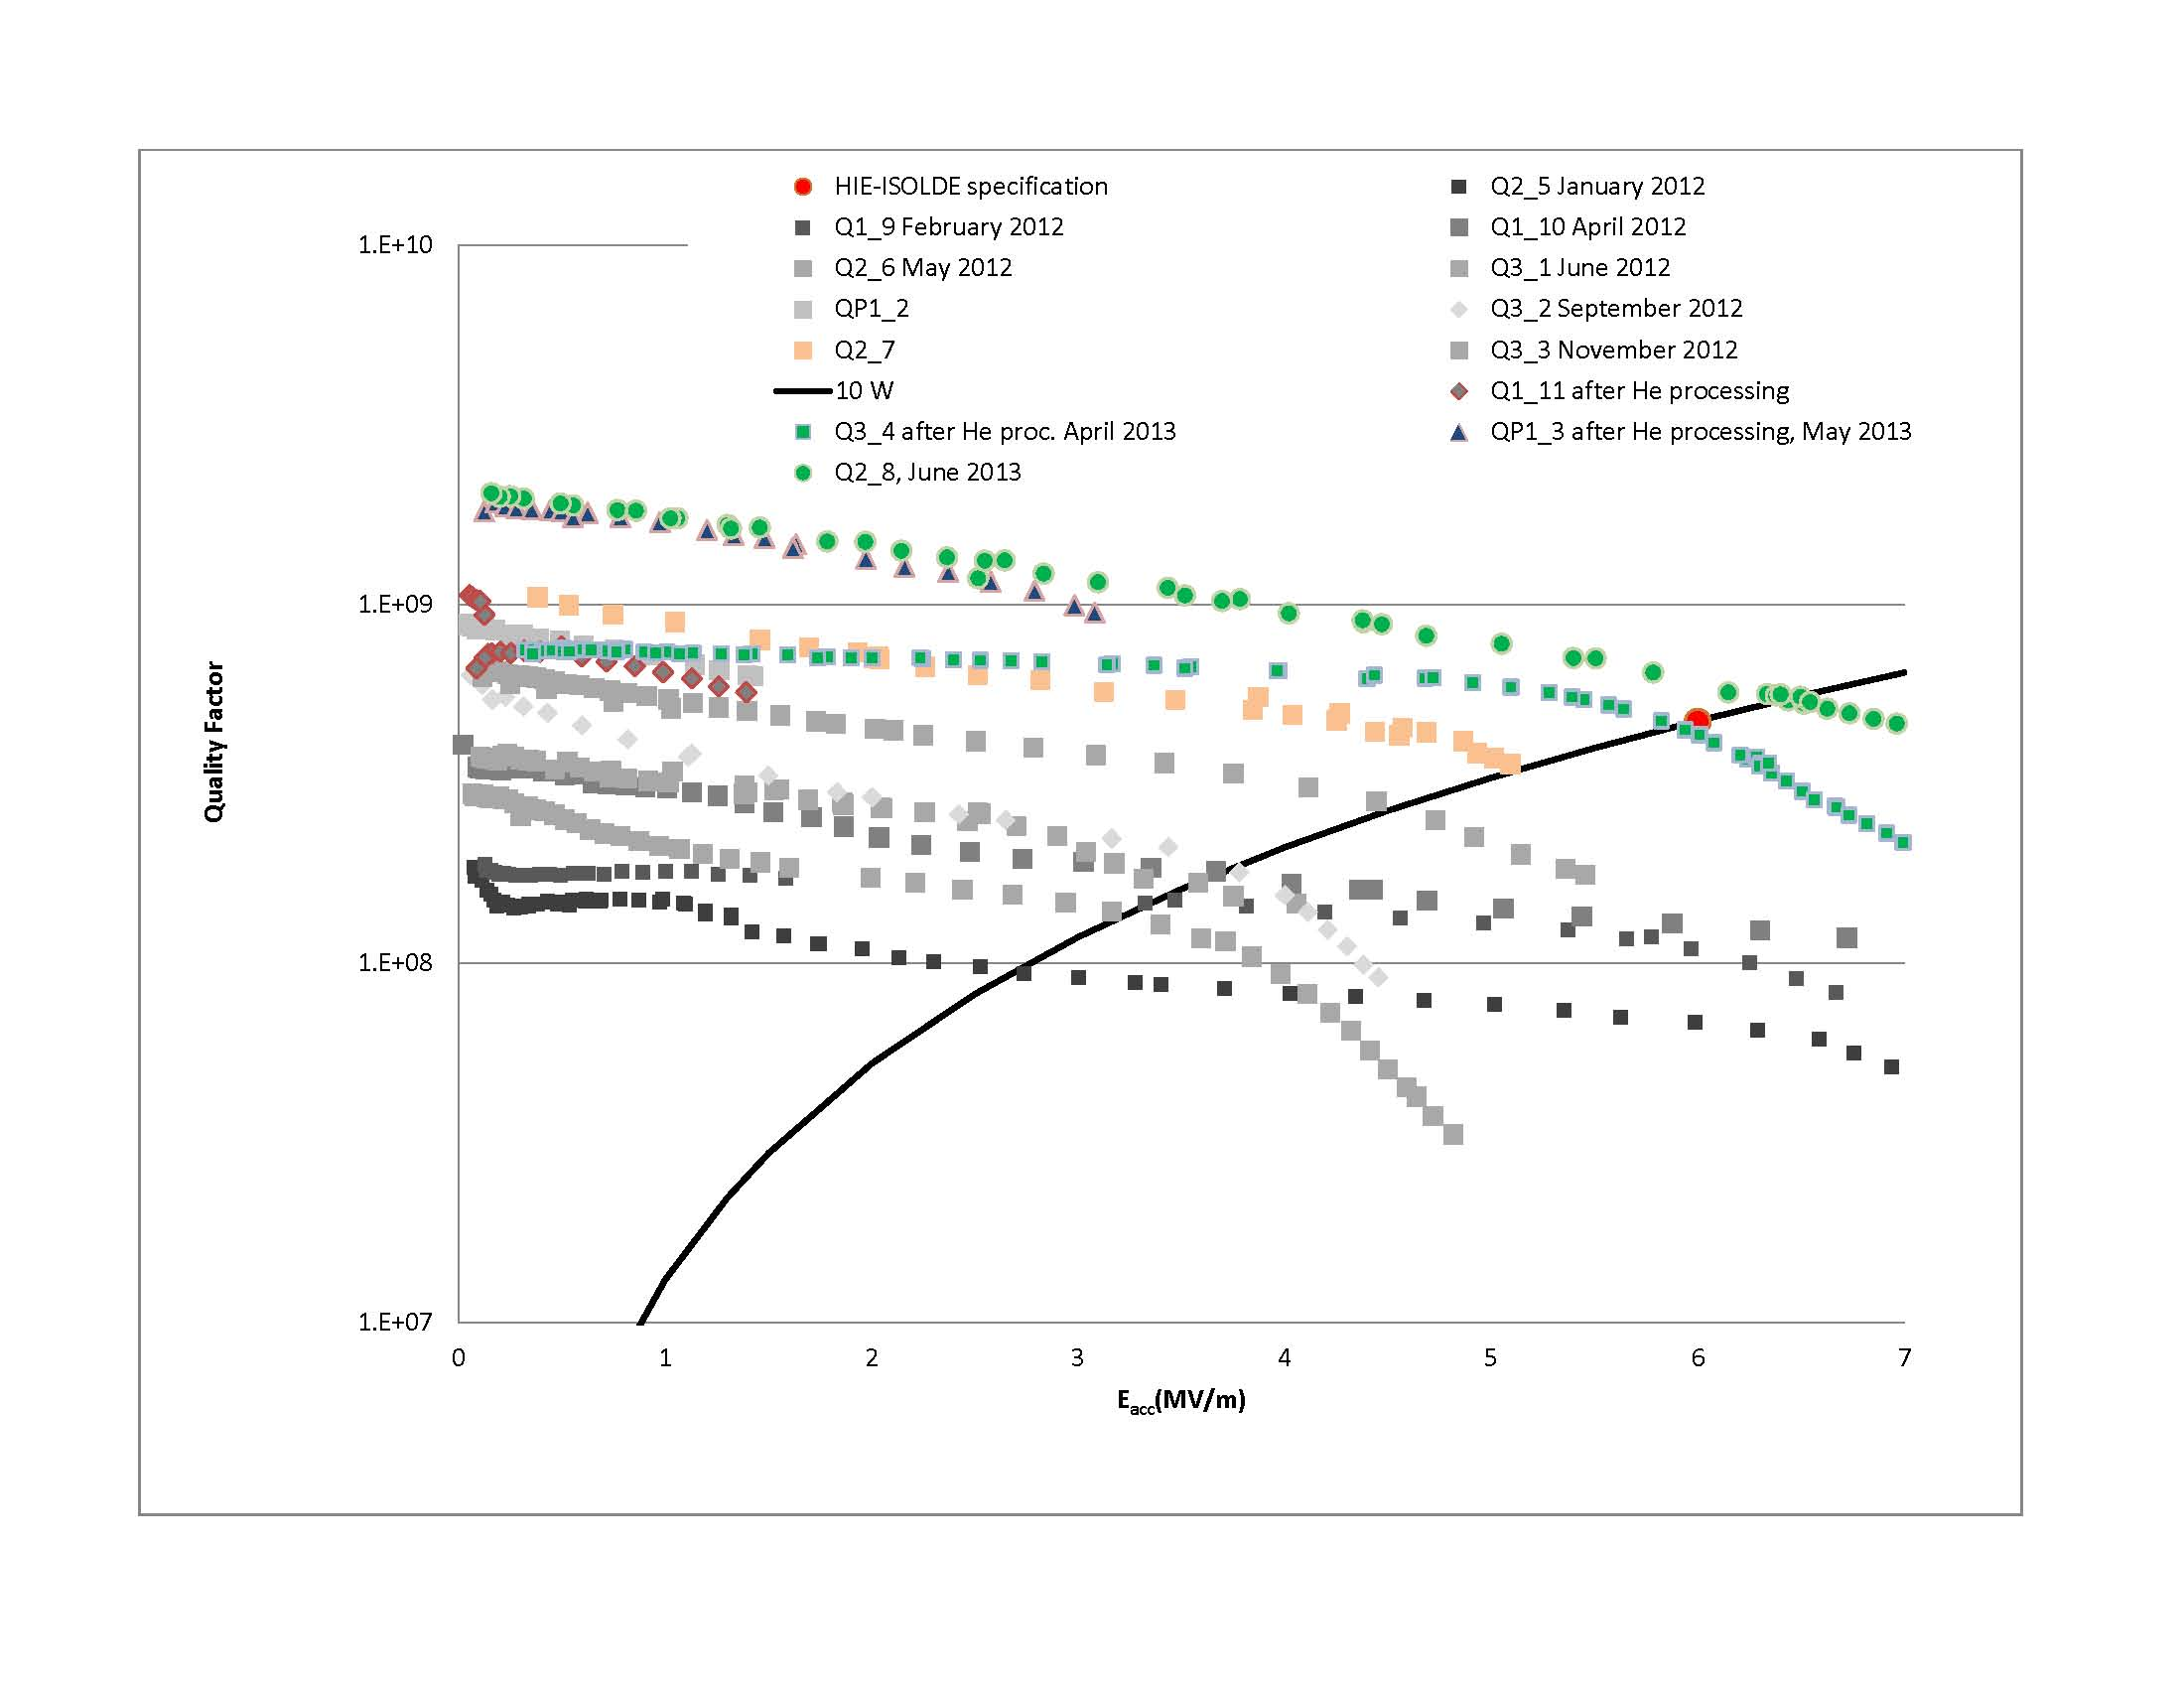 HIE-ISOLDE specification
Q2_5 January 2012
Q1_9 February 2012
Q1_10 April 2012
Q2_6 May 2012
Q3_1 June 2012
QP1_2
Q3_2 September 2012
Q2_7
Q3_3 November 2012
10 W
Q1_11 after He processing
Q3_4 after He proc. April 2013
QP1_3 after He processing, May 2013
Q2_8, June 2013
1.E+10
1.E+09
1.E+08
1.E+07
Quality Factor
0 1 2 3 4 5 6 7
Eacc(MV/m)